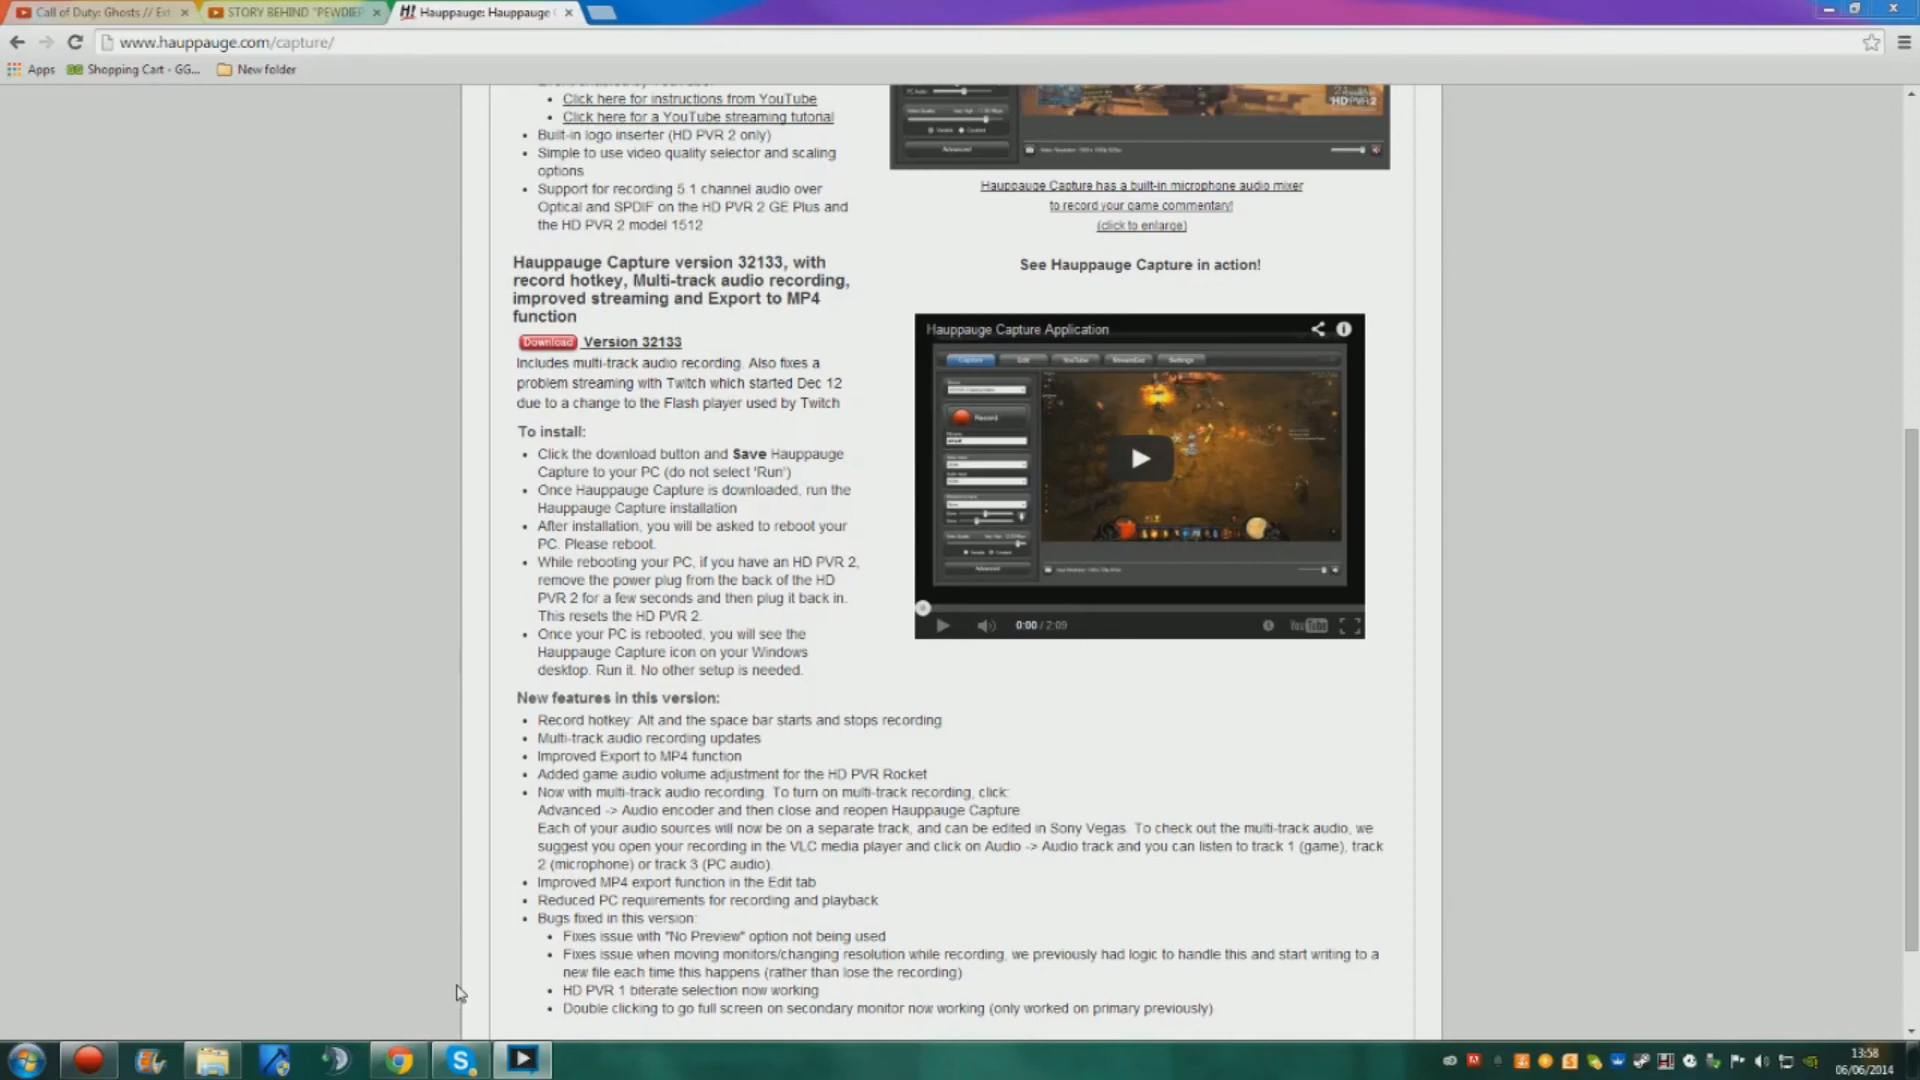 Call of Duty: Ghosts // Ext
STORY BEHIND "PEWDIEP
Hauppauge: Hauppauge
www.hauppauge.com/capture/
Apps
Shopping Cart - GG...
New folder
Click here for instructions from YouTube
Click here for a YouTube streaming tutorial
Built-in logo inserter (HD PVR 2 only)
Simple to use video quality selector and scaling
options
Support for recording 5.1 channel audio over
Optical and SPDIF on the HD PVR 2 GE Plus and
the HD PVR 2 model 1512
Hauppauge Capture version 32133, with
record hotkey, Multi-track audio recording,
improved streaming and Export to MP4
function
Download Version 32133
Includes multi-track audio recording. Also fixes a
problem streaming with Twitch which started Dec 12
due to a change to the Flash player used by Twitch
To install:
Click the download button and Save Hauppauge
Capture to your PC (do not select 'Run')
Once Hauppauge Capture is downloaded, run the
Hauppauge Capture installation
After installation, you will be asked to reboot your
PC. Please reboot.
While rebooting your PC, if you have an HD PVR 2,
remove the power plug from the back of the HD
PVR 2 for a few seconds and then plug it back in.
This resets the HD PVR 2.
Once your PC is rebooted, you will see the
Hauppauge Capture icon on your Windows
desktop. Run it. No other setup is needed.
HDPVR2
Advanced
Hauppauge Capture has a built-in microphone audio mixer
to record your game commentary!
(click to enlarge)
See Hauppauge Capture in action!
Hauppauge Capture Application
Capture Edit YouTube StreamEez Settings
Record
Advanced
0:00 / 2:09
YouTube
New features in this version:
Record hotkey: Alt and the space bar starts and stops recording
Multi-track audio recording updates
Improved Export to MP4 function
Added game audio volume adjustment for the HD PVR Rocket
Now with multi-track audio recording. To turn on multi-track recording, click:
Advanced -> Audio encoder and then close and reopen Hauppauge Capture
Each of your audio sources will now be on a separate track, and can be edited in Sony Vegas. To check out the multi-track audio, we
suggest you open your recording in the VLC media player and click on Audio -> Audio track and you can listen to track 1 (game), track
2 (microphone) or track 3 (PC audio).
Improved MP4 export function in the Edit tab
Reduced PC requirements for recording and playback
Bugs fixed in this version:
Fixes issue with "No Preview" option not being used
Fixes issue when moving monitors/changing resolution while recording, we previously had logic to handle this and start writing to a
new file each time this happens (rather than lose the recording)
HD PVR 1 biterate selection now working
Double clicking to go full screen on secondary monitor now working (only worked on primary previously)
13:58
06/06/2014